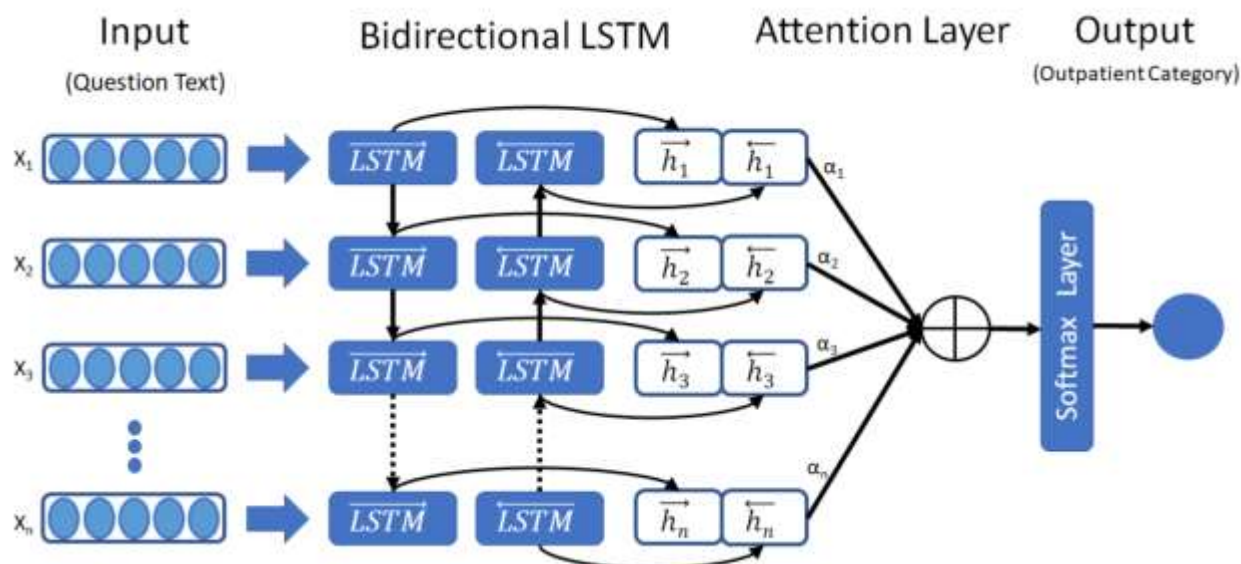 Input
(Question Text)
Bidirectional LSTM
Attention Layer
Output
(Outpatient Category)
X₁
LSTM
LSTM
h₁
h₁
α₁
X₂
LSTM
LSTM
h₂
h₂
α₂
X₃
LSTM
LSTM
h₃
h₃
α₃
Xₙ
LSTM
LSTM
hₙ
hₙ
αₙ
Softmax Layer